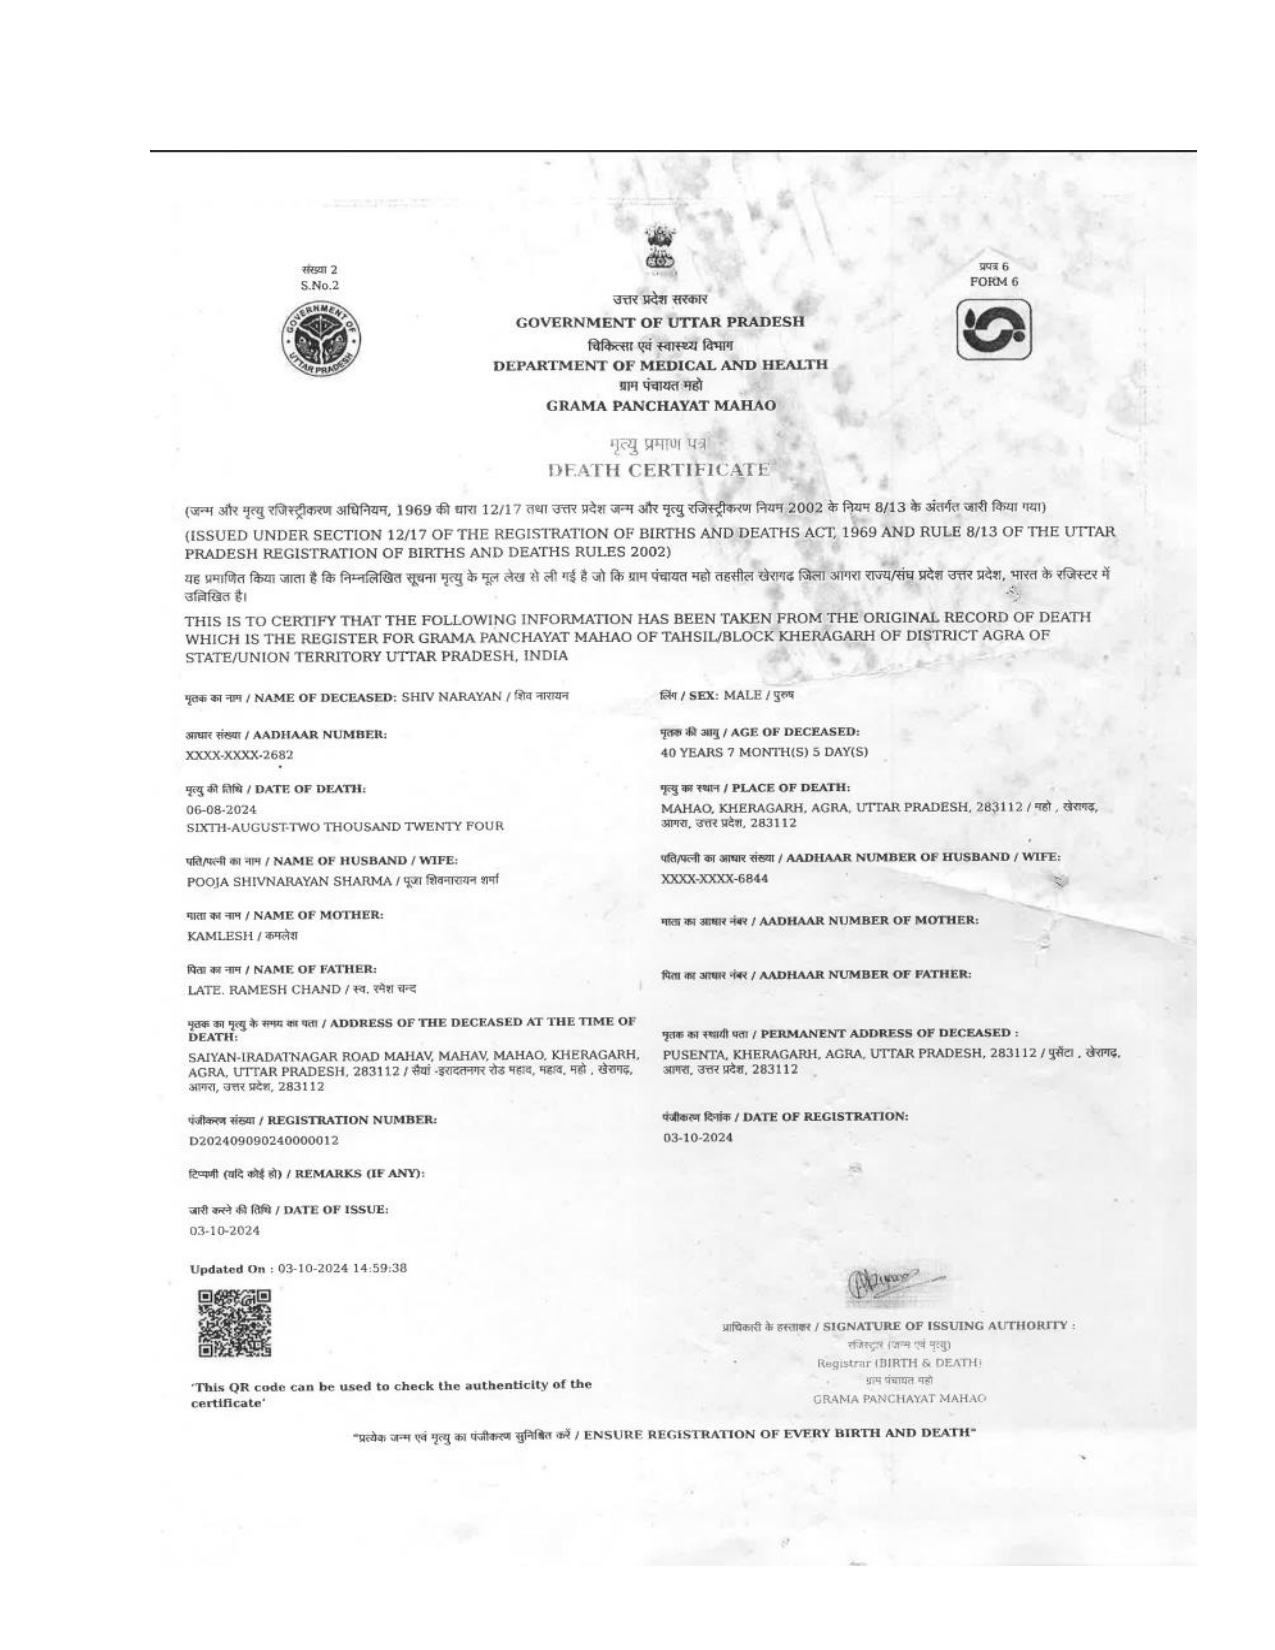 संख्या 2
S.No.2
प्रपत्र 6
FORM 6
GOVERNMENT OF
UTTAR PRADESH
उत्तर प्रदेश सरकार
GOVERNMENT OF UTTAR PRADESH
चिकित्सा एवं स्वास्थ्य विभाग
DEPARTMENT OF MEDICAL AND HEALTH
ग्राम पंचायत महो
GRAMA PANCHAYAT MAHAO
मृत्यु प्रमाण पत्र
DEATH CERTIFICATE
(जन्म और मृत्यु रजिस्ट्रीकरण अधिनियम, 1969 की धारा 12/17 तथा उत्तर प्रदेश जन्म और मृत्यु रजिस्ट्रीकरण नियम 2002 के नियम 8/13 के अंतर्गत जारी किया गया)
(ISSUED UNDER SECTION 12/17 OF THE REGISTRATION OF BIRTHS AND DEATHS ACT, 1969 AND RULE 8/13 OF THE UTTAR
PRADESH REGISTRATION OF BIRTHS AND DEATHS RULES 2002)
यह प्रमाणित किया जाता है कि निम्नलिखित सूचना मृत्यु के मूल लेख से ली गई है जो कि ग्राम पंचायत महो तहसील खेरागढ़ जिला आगरा राज्य/संघ प्रदेश उत्तर प्रदेश, भारत के रजिस्टर में
उल्लिखित है।
THIS IS TO CERTIFY THAT THE FOLLOWING INFORMATION HAS BEEN TAKEN FROM THE ORIGINAL RECORD OF DEATH
WHICH IS THE REGISTER FOR GRAMA PANCHAYAT MAHAO OF TAHSIL/BLOCK KHERAGARH OF DISTRICT AGRA OF
STATE/UNION TERRITORY UTTAR PRADESH, INDIA
मृतक का नाम / NAME OF DECEASED: SHIV NARAYAN / शिव नारायन
लिंग / SEX: MALE / पुरुष
आधार संख्या / AADHAAR NUMBER:
XXXX-XXXX-2682
मृतक की आयु / AGE OF DECEASED:
40 YEARS 7 MONTH(S) 5 DAY(S)
मृत्यु की तिथि / DATE OF DEATH:
06-08-2024
SIXTH-AUGUST-TWO THOUSAND TWENTY FOUR
मृत्यु का स्थान / PLACE OF DEATH:
MAHAO, KHERAGARH, AGRA, UTTAR PRADESH, 283112 / महो , खेरागढ़,
आगरा, उत्तर प्रदेश, 283112
पति/पत्नी का नाम / NAME OF HUSBAND / WIFE:
POOJA SHIVNARAYAN SHARMA / पूजा शिवनारायन शर्मा
पति/पत्नी का आधार संख्या / AADHAAR NUMBER OF HUSBAND / WIFE:
XXXX-XXXX-6844
माता का नाम / NAME OF MOTHER:
KAMLESH / कमलेश
माता का आधार नंबर / AADHAAR NUMBER OF MOTHER:
पिता का नाम / NAME OF FATHER:
LATE. RAMESH CHAND / स्व. रमेश चन्द
पिता का आधार नंबर / AADHAAR NUMBER OF FATHER:
मृतक का मृत्यु के समय का पता / ADDRESS OF THE DECEASED AT THE TIME OF
DEATH:
SAIYAN-IRADATNAGAR ROAD MAHAV, MAHAV, MAHAO, KHERAGARH,
AGRA, UTTAR PRADESH, 283112 / सैयां -इरादतनगर रोड महाव, महाव, महो , खेरागढ़,
आगरा, उत्तर प्रदेश, 283112
मृतक का स्थायी पता / PERMANENT ADDRESS OF DECEASED :
PUSENTA, KHERAGARH, AGRA, UTTAR PRADESH, 283112 / पुसेंटा , खेरागढ़,
आगरा, उत्तर प्रदेश, 283112
पंजीकरण संख्या / REGISTRATION NUMBER:
D202409090240000012
पंजीकरण दिनांक / DATE OF REGISTRATION:
03-10-2024
टिप्पणी (यदि कोई हो) / REMARKS (IF ANY):
जारी करने की तिथि / DATE OF ISSUE:
03-10-2024
Updated On : 03-10-2024 14:59:38
प्राधिकारी के हस्ताक्षर / SIGNATURE OF ISSUING AUTHORITY :
रजिस्ट्रार (जन्म एवं मृत्यु)
Registrar (BIRTH & DEATH)
ग्राम पंचायत महो
GRAMA PANCHAYAT MAHAO
'This QR code can be used to check the authenticity of the
certificate'
"प्रत्येक जन्म एवं मृत्यु का पंजीकरण सुनिश्चित करें / ENSURE REGISTRATION OF EVERY BIRTH AND DEATH"